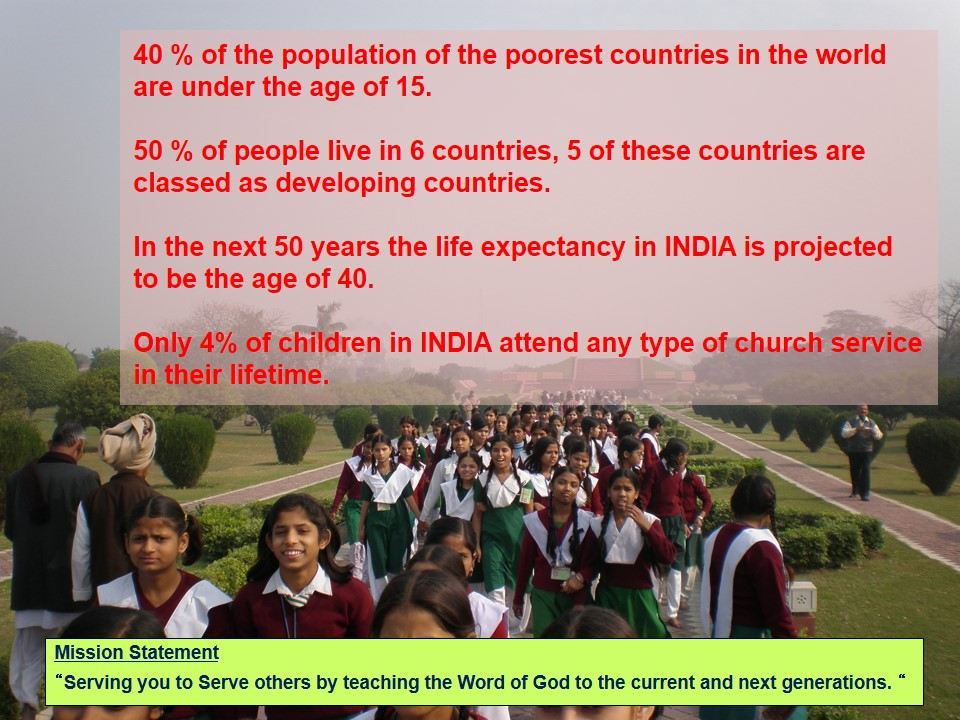 40 % of the population of the poorest countries in the world
are under the age of 15.
50 % of people live in 6 countries, 5 of these countries are
classed as developing countries.
In the next 50 years the life expectancy in INDIA is projected
to be the age of 40.
Only 4% of children in INDIA attend any type of church service
in their lifetime.
Mission Statement
“Serving you to Serve others by teaching the Word of God to the current and next generations. “